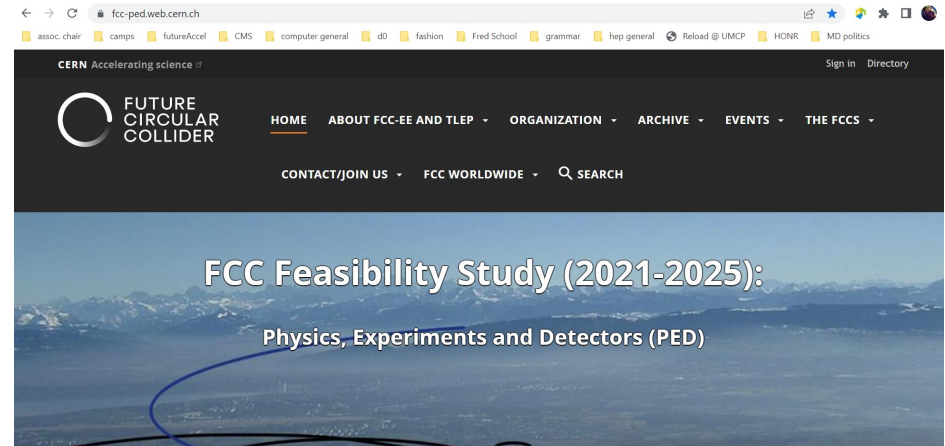 fcc-ped.web.cern.ch
assoc. chair camps futureAccel CMS computer general d0 fashion Fred School grammar hep general Reload @ UMCP HONR MD politics
CERN Accelerating science Sign in Directory
FUTURE
CIRCULAR
COLLIDER
HOME ABOUT FCC-EE AND TLEP ORGANIZATION ARCHIVE EVENTS THE FCCS
CONTACT/JOIN US FCC WORLDWIDE SEARCH
FCC Feasibility Study (2021-2025):
Physics, Experiments and Detectors (PED)